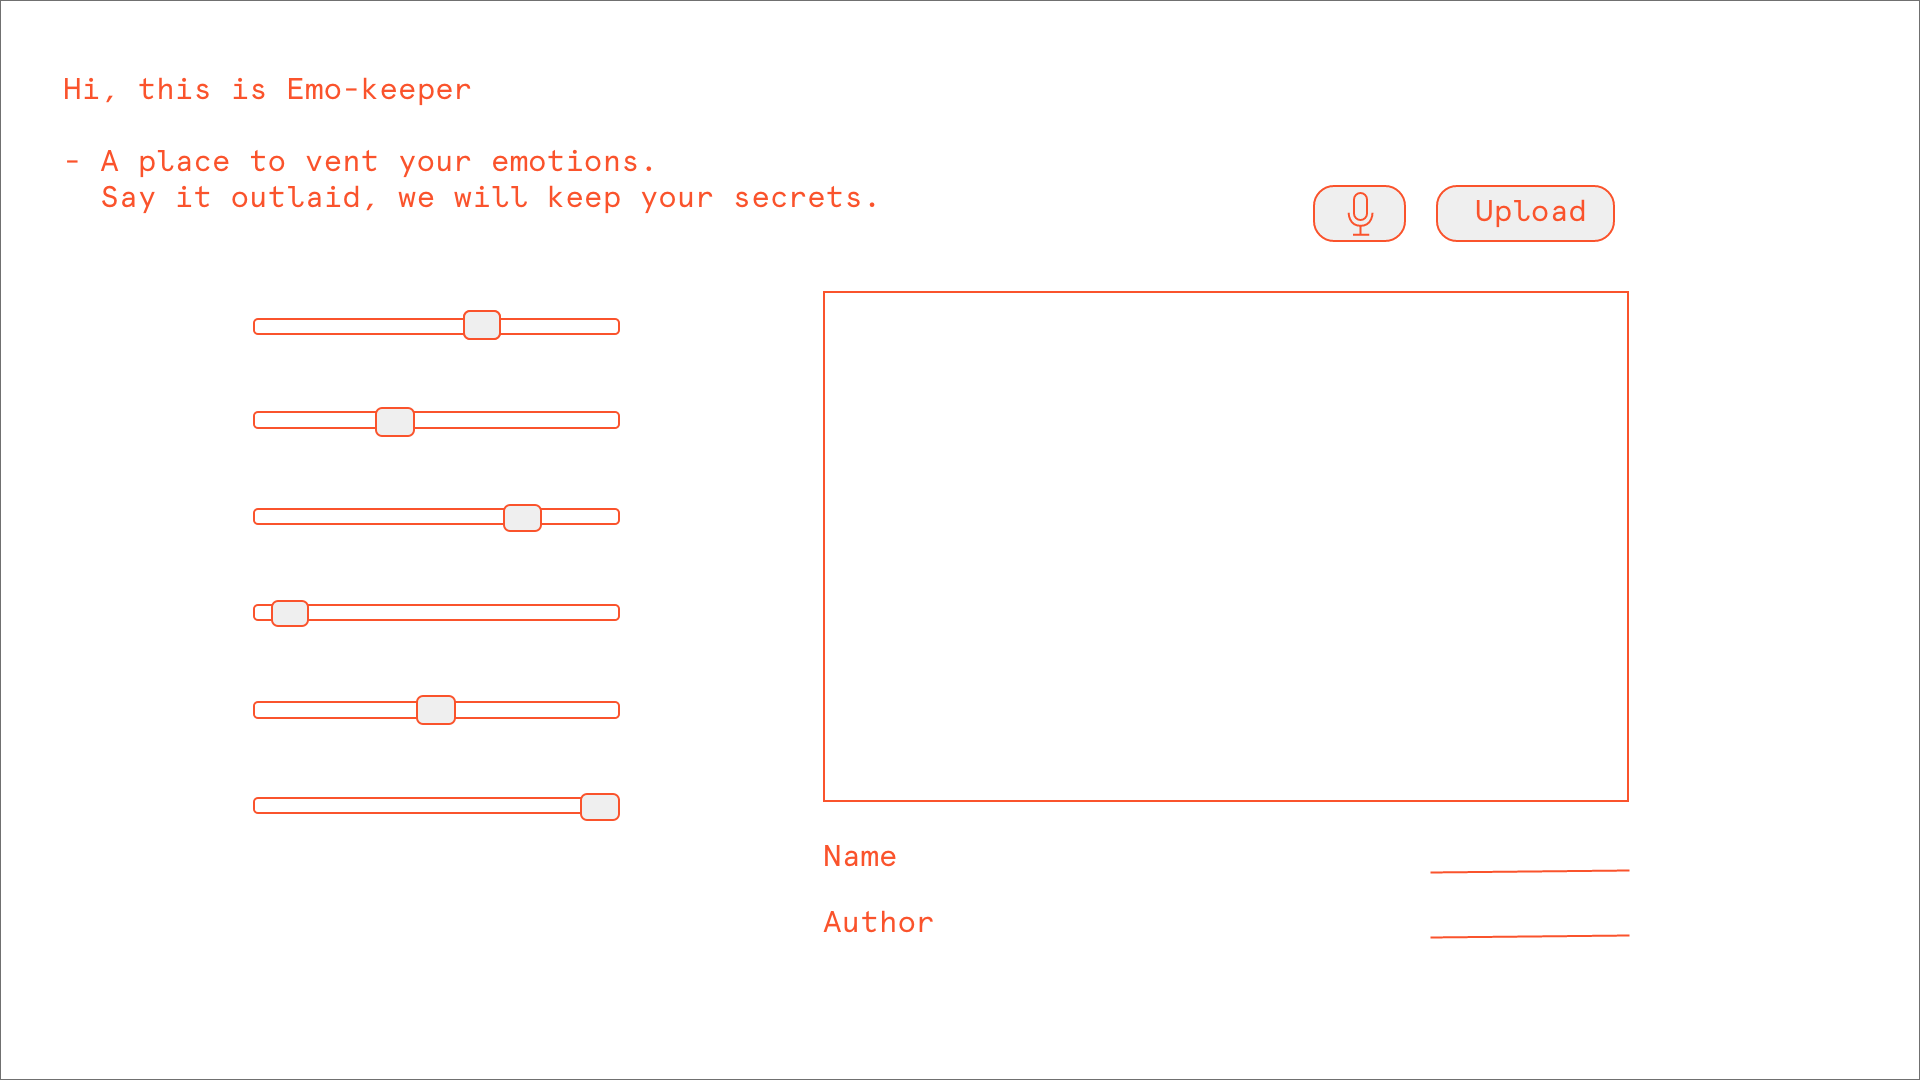 Hi, this is Emo-keeper
- A place to vent your emotions.
Say it outlaid, we will keep your secrets.
Upload
Name
Author